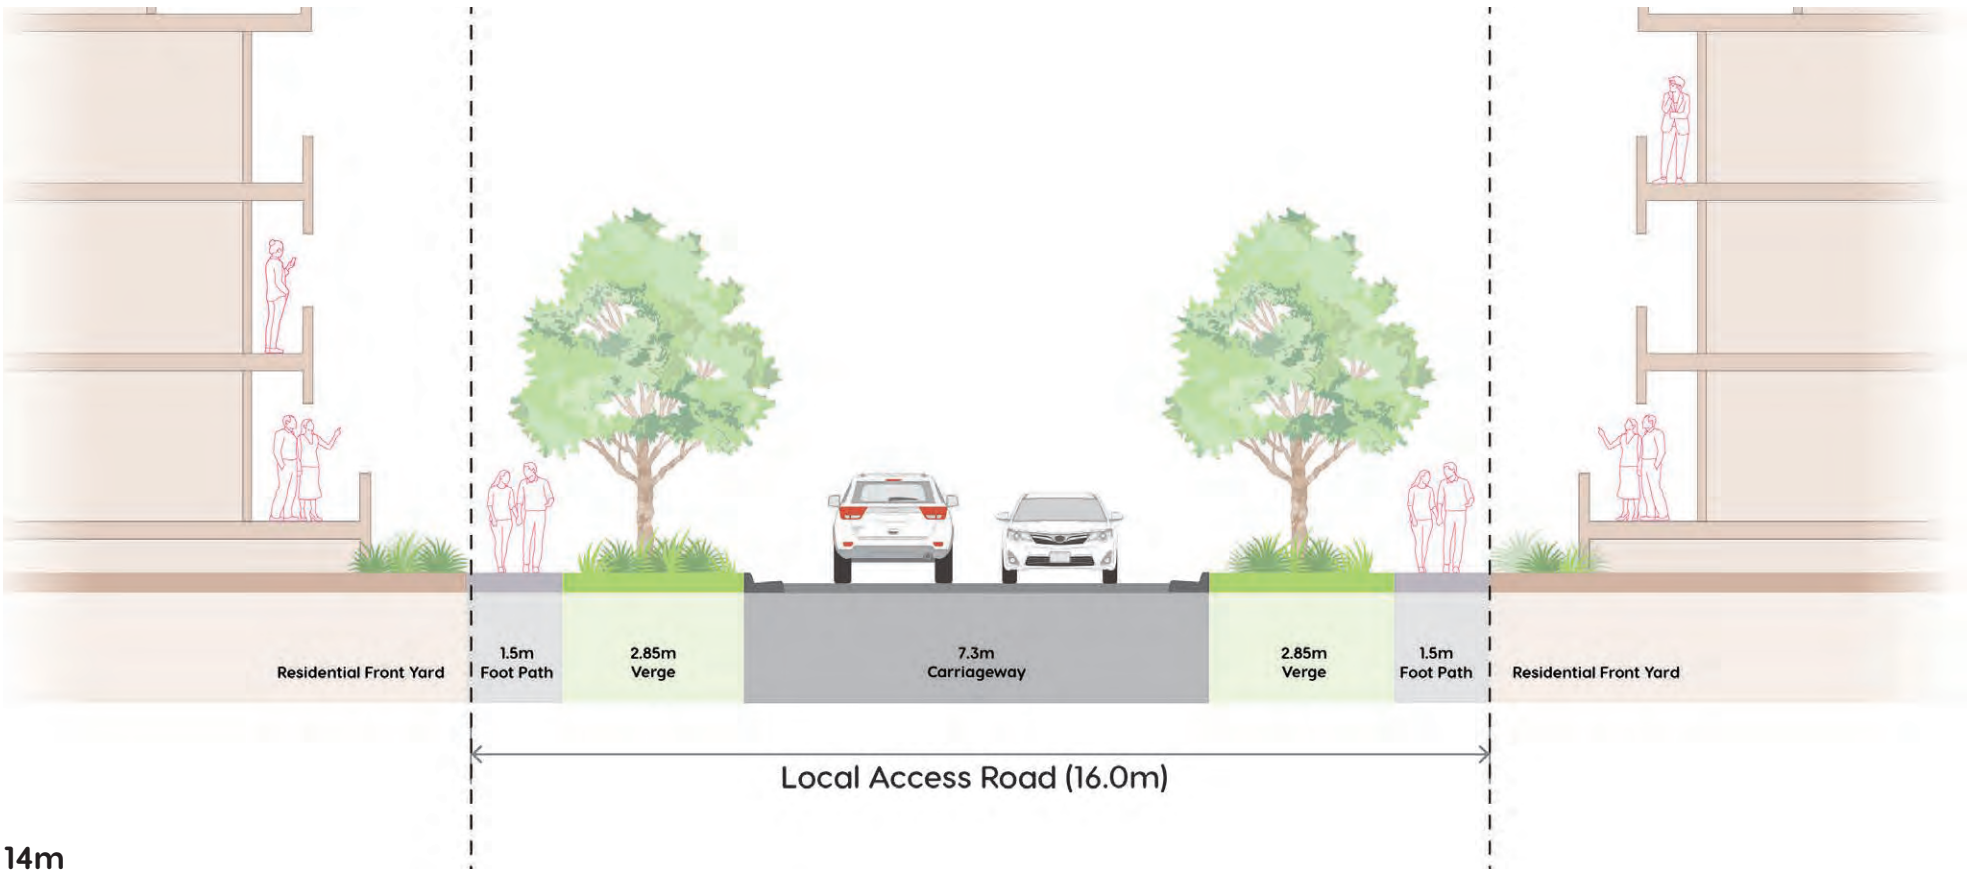 1.5m
Foot Path
2.85m
Verge
7.3m
Carriageway
2.85m
Verge
1.5m
Foot Path
Residential Front Yard
Residential Front Yard
Local Access Road (16.0m)
14m